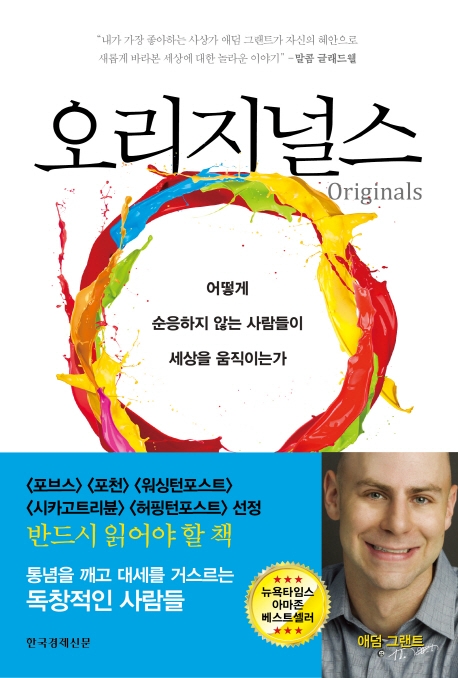 “내가 가장 좋아하는 사상가 애덤 그랜트가 자신의 혜안으로
새롭게 바라본 세상에 대한 놀라운 이야기” –말콤 글래드웰
오리지널스
Originals
어떻게
순응하지 않는 사람들이
세상을 움직이는가
〈포브스〉 〈포천〉 〈워싱턴포스트〉
〈시카고트리뷴〉 〈허핑턴포스트〉 선정
반드시 읽어야 할 책
통념을 깨고 대세를 거스르는
독창적인 사람들
뉴욕타임스
아마존
베스트셀러
애덤 그랜트
한국경제신문